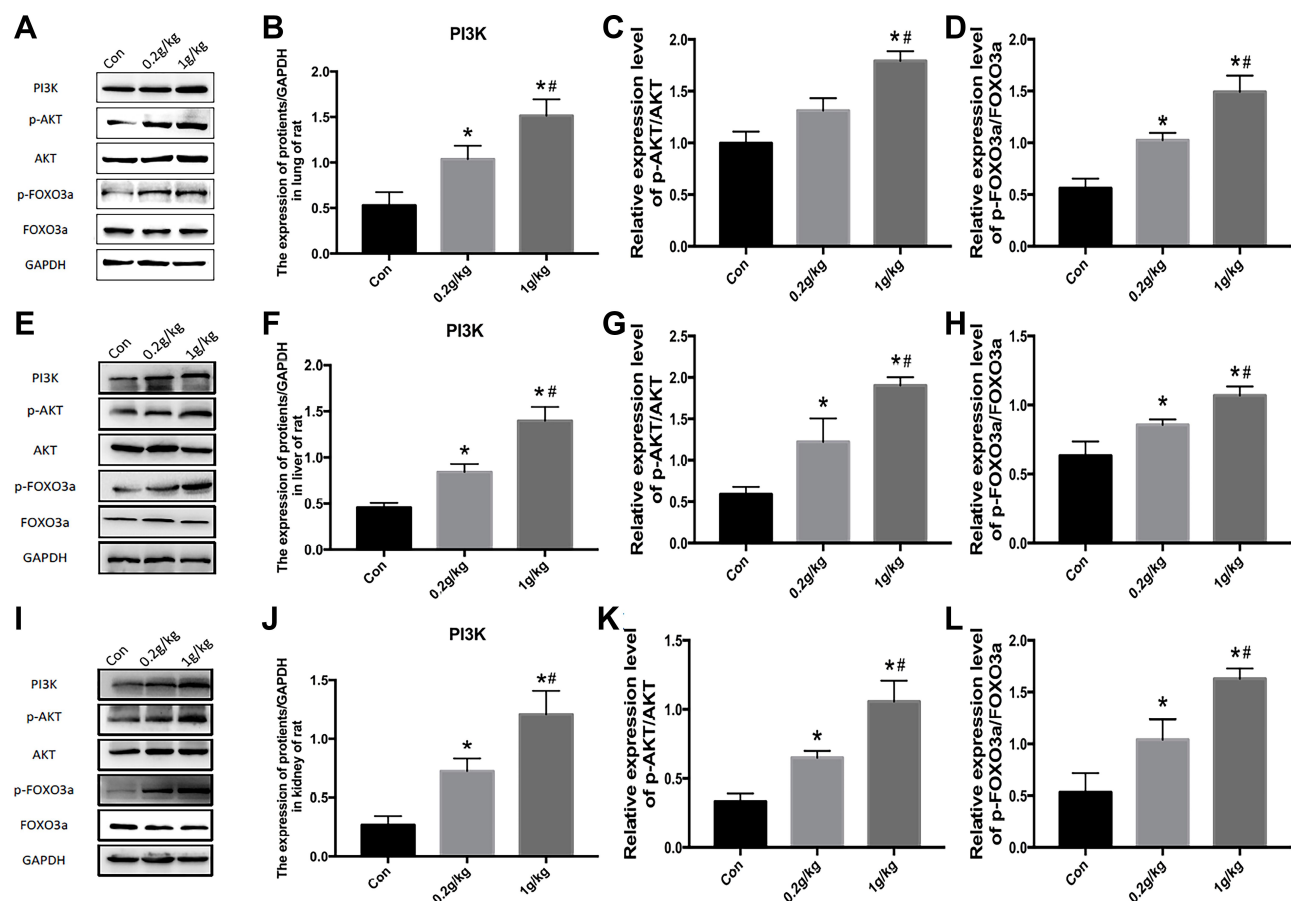 A
Con
0.2g/kg
1g/kg
PI3K
p-AKT
AKT
p-FOXO3a
FOXO3a
GAPDH
B
PI3K
The expression of protients/GAPDH
in lung of rat
2.0
1.5
1.0
0.5
0.0
*
*#
Con
0.2g/kg
1g/kg
C
Relative expression level
of p-AKT/AKT
2.0
1.5
1.0
0.5
0.0
*#
Con
0.2g/kg
1g/kg
D
Relative expression level
of p-FOXO3a/FOXO3a
2.0
1.5
1.0
0.5
0.0
*
*#
Con
0.2g/kg
1g/kg
E
Con
0.2g/kg
1g/kg
PI3K
p-AKT
AKT
p-FOXO3a
FOXO3a
GAPDH
F
PI3K
The expression of protients/GAPDH
in liver of rat
2.0
1.5
1.0
0.5
0.0
*
*#
Con
0.2g/kg
1g/kg
G
Relative expression level
of p-AKT/AKT
2.5
2.0
1.5
1.0
0.5
0.0
*
*#
Con
0.2g/kg
1g/kg
H
Relative expression level
of p-FOXO3a/FOXO3a
1.5
1.0
0.5
0.0
*
*#
Con
0.2g/kg
1g/kg
I
Con
0.2g/kg
1g/kg
PI3K
p-AKT
AKT
p-FOXO3a
FOXO3a
GAPDH
J
PI3K
The expression of protients/GAPDH
in kidney of rat
1.5
1.0
0.5
0.0
*
*#
Con
0.2g/kg
1g/kg
K
Relative expression level
of p-AKT/AKT
1.5
1.0
0.5
0.0
*
*#
Con
0.2g/kg
1g/kg
L
Relative expression level
of p-FOXO3a/FOXO3a
2.0
1.5
1.0
0.5
0.0
*
*#
Con
0.2g/kg
1g/kg